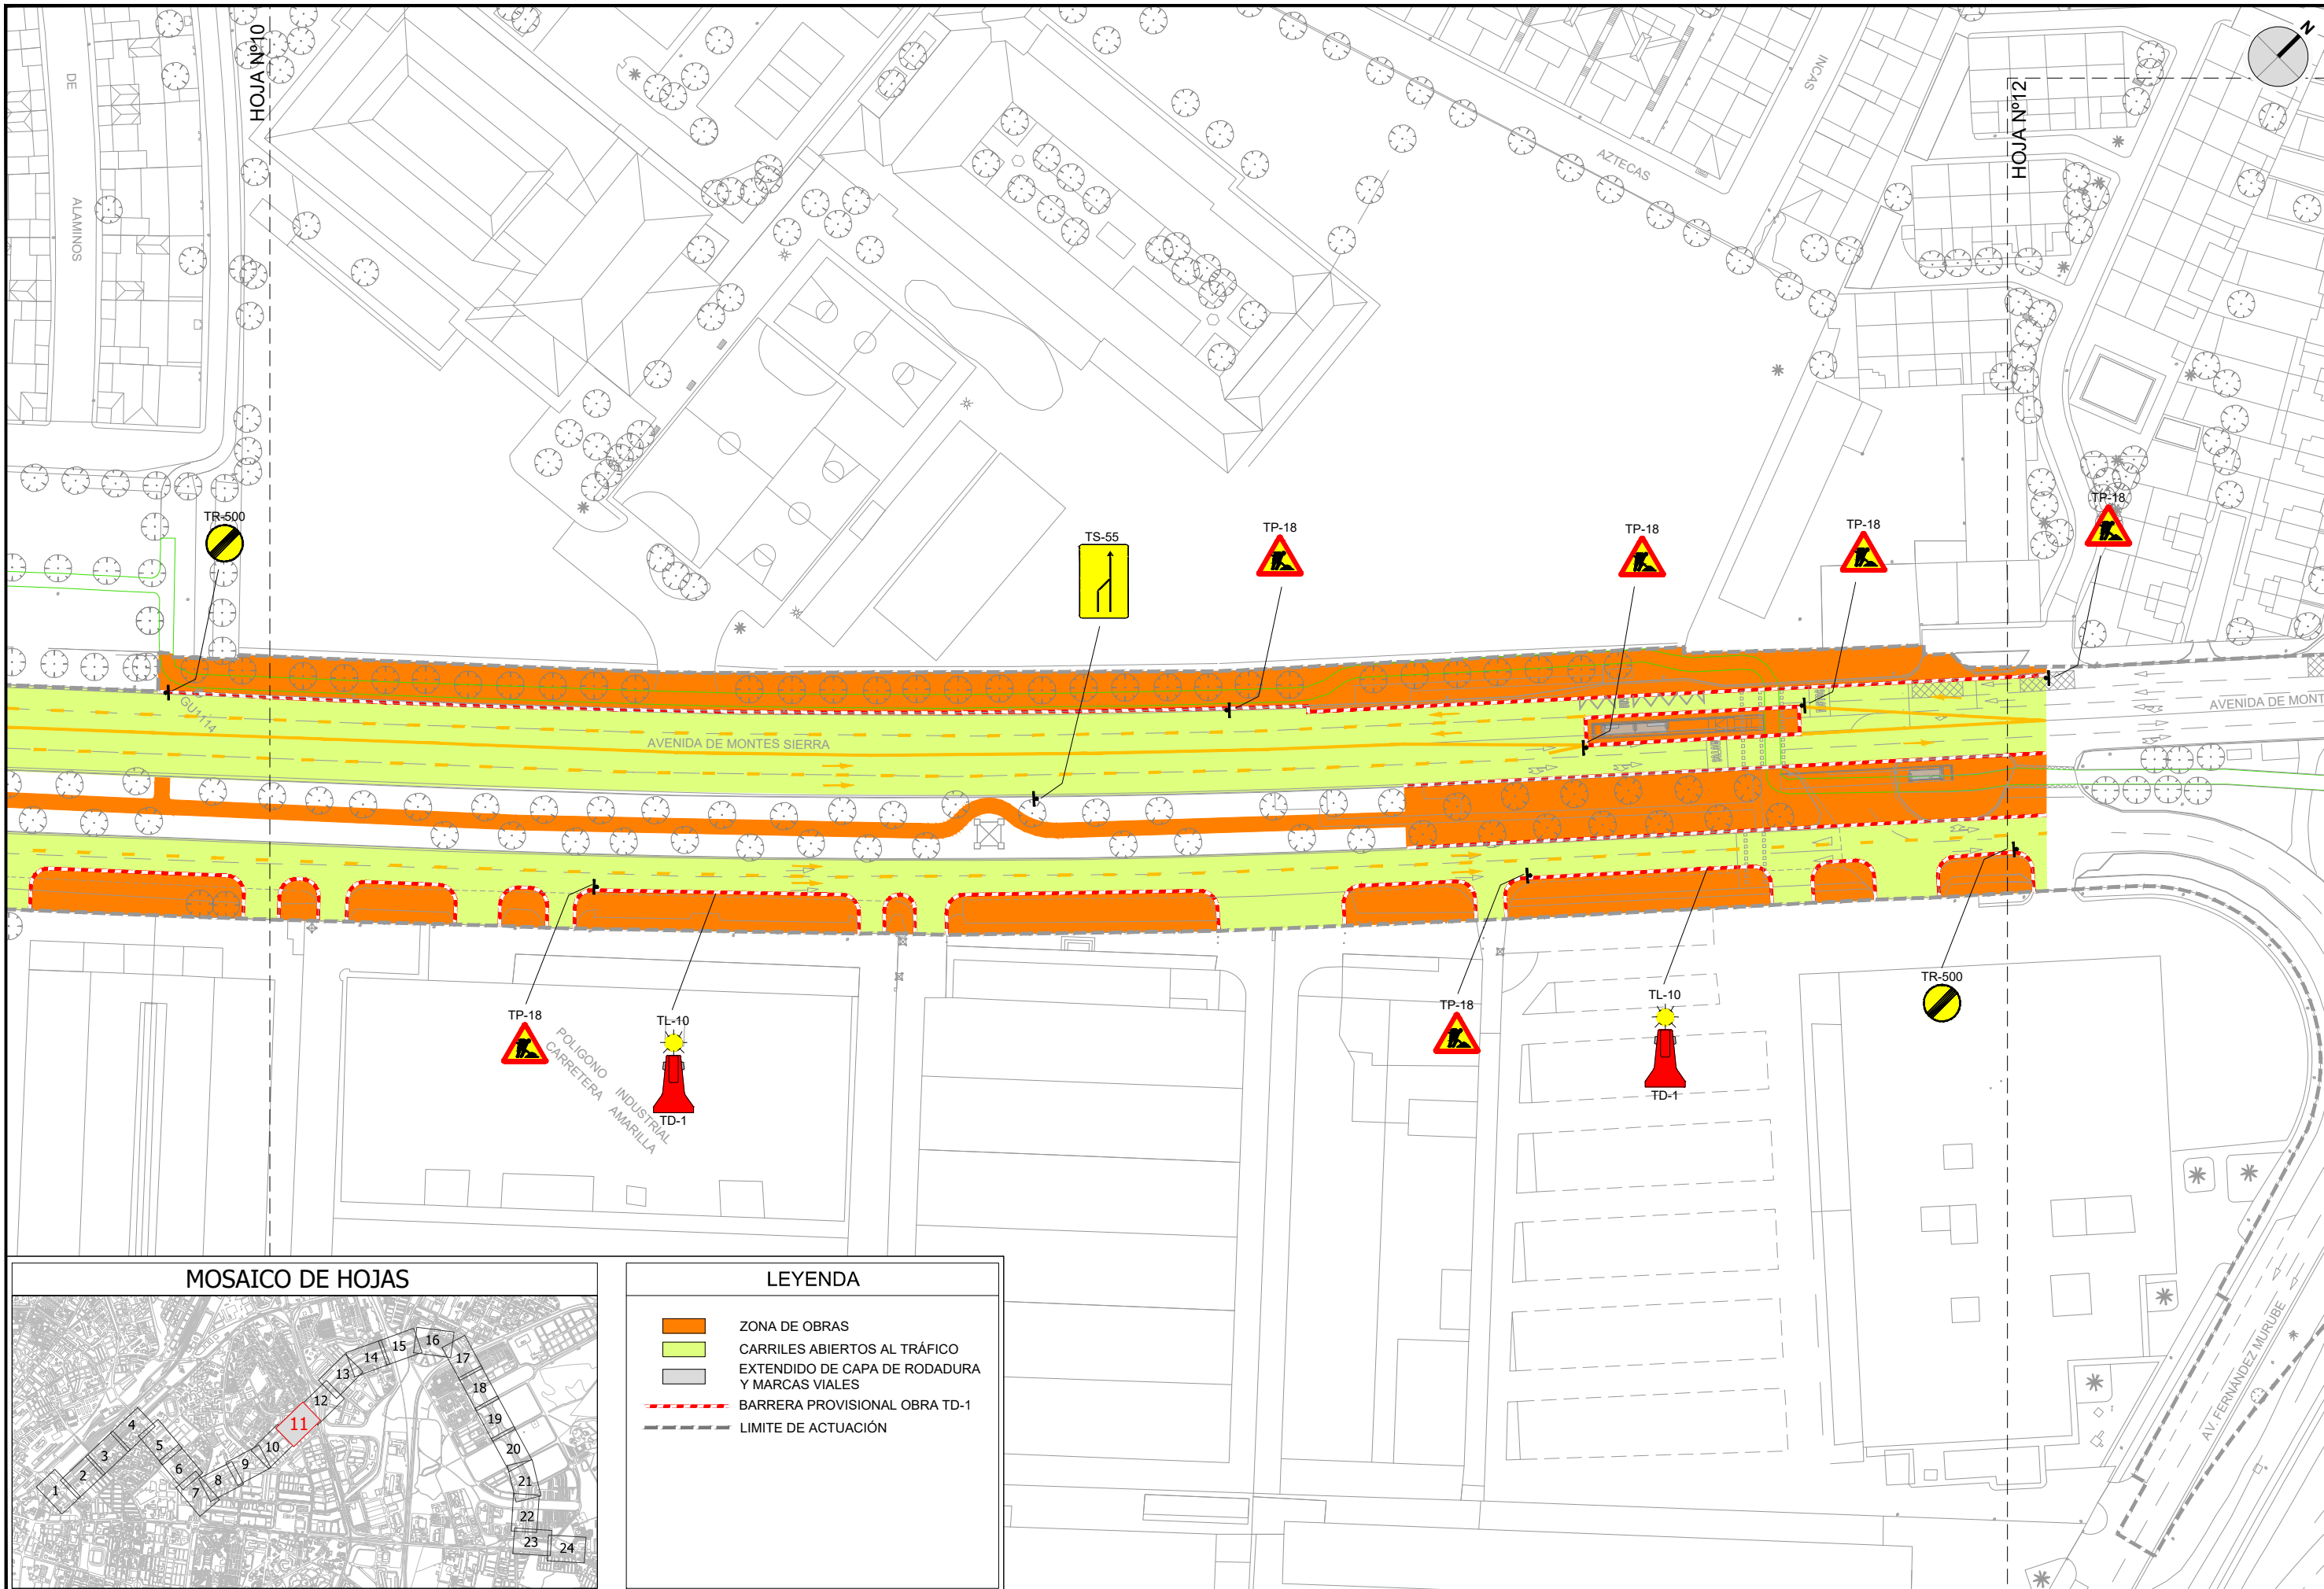 HOJA Nº10
DE
ALAMINOS
INCAS
AZTECAS
HOJA Nº12
N
TR-500
TS-55
TP-18
TP-18
TP-18
TP-18
GU1114
AVENIDA DE MONTES SIERRA
AVENIDA DE MONT
TP-18
TL-10
TD-1
POLIGONO INDUSTRIAL
CARRETERA AMARILLA
TP-18
TL-10
TD-1
TR-500
AV. FERNÁNDEZ MURUBE
MOSAICO DE HOJAS
1
2
3
4
5
6
7
8
9
10
11
12
13
14
15
16
17
18
19
20
21
22
23
24
LEYENDA
ZONA DE OBRAS
CARRILES ABIERTOS AL TRÁFICO
EXTENDIDO DE CAPA DE RODADURA
Y MARCAS VIALES
BARRERA PROVISIONAL OBRA TD-1
LIMITE DE ACTUACIÓN